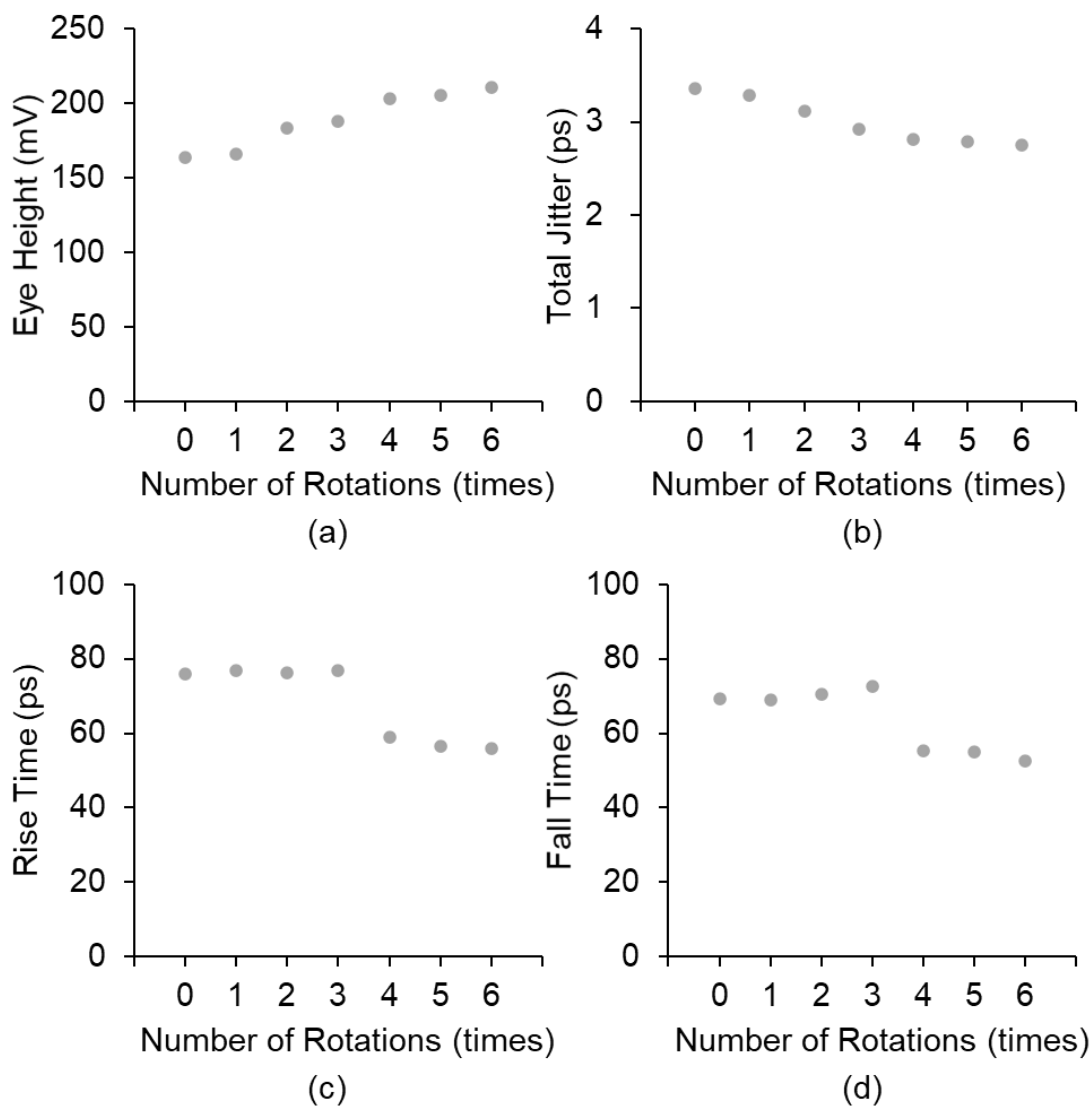 Eye Height (mV)
250
200
150
100
50
0
0 1 2 3 4 5 6
Number of Rotations (times)
(a)
Total Jitter (ps)
4
3
2
1
0
0 1 2 3 4 5 6
Number of Rotations (times)
(b)
Rise Time (ps)
100
80
60
40
20
0
0 1 2 3 4 5 6
Number of Rotations (times)
(c)
Fall Time (ps)
100
80
60
40
20
0
0 1 2 3 4 5 6
Number of Rotations (times)
(d)